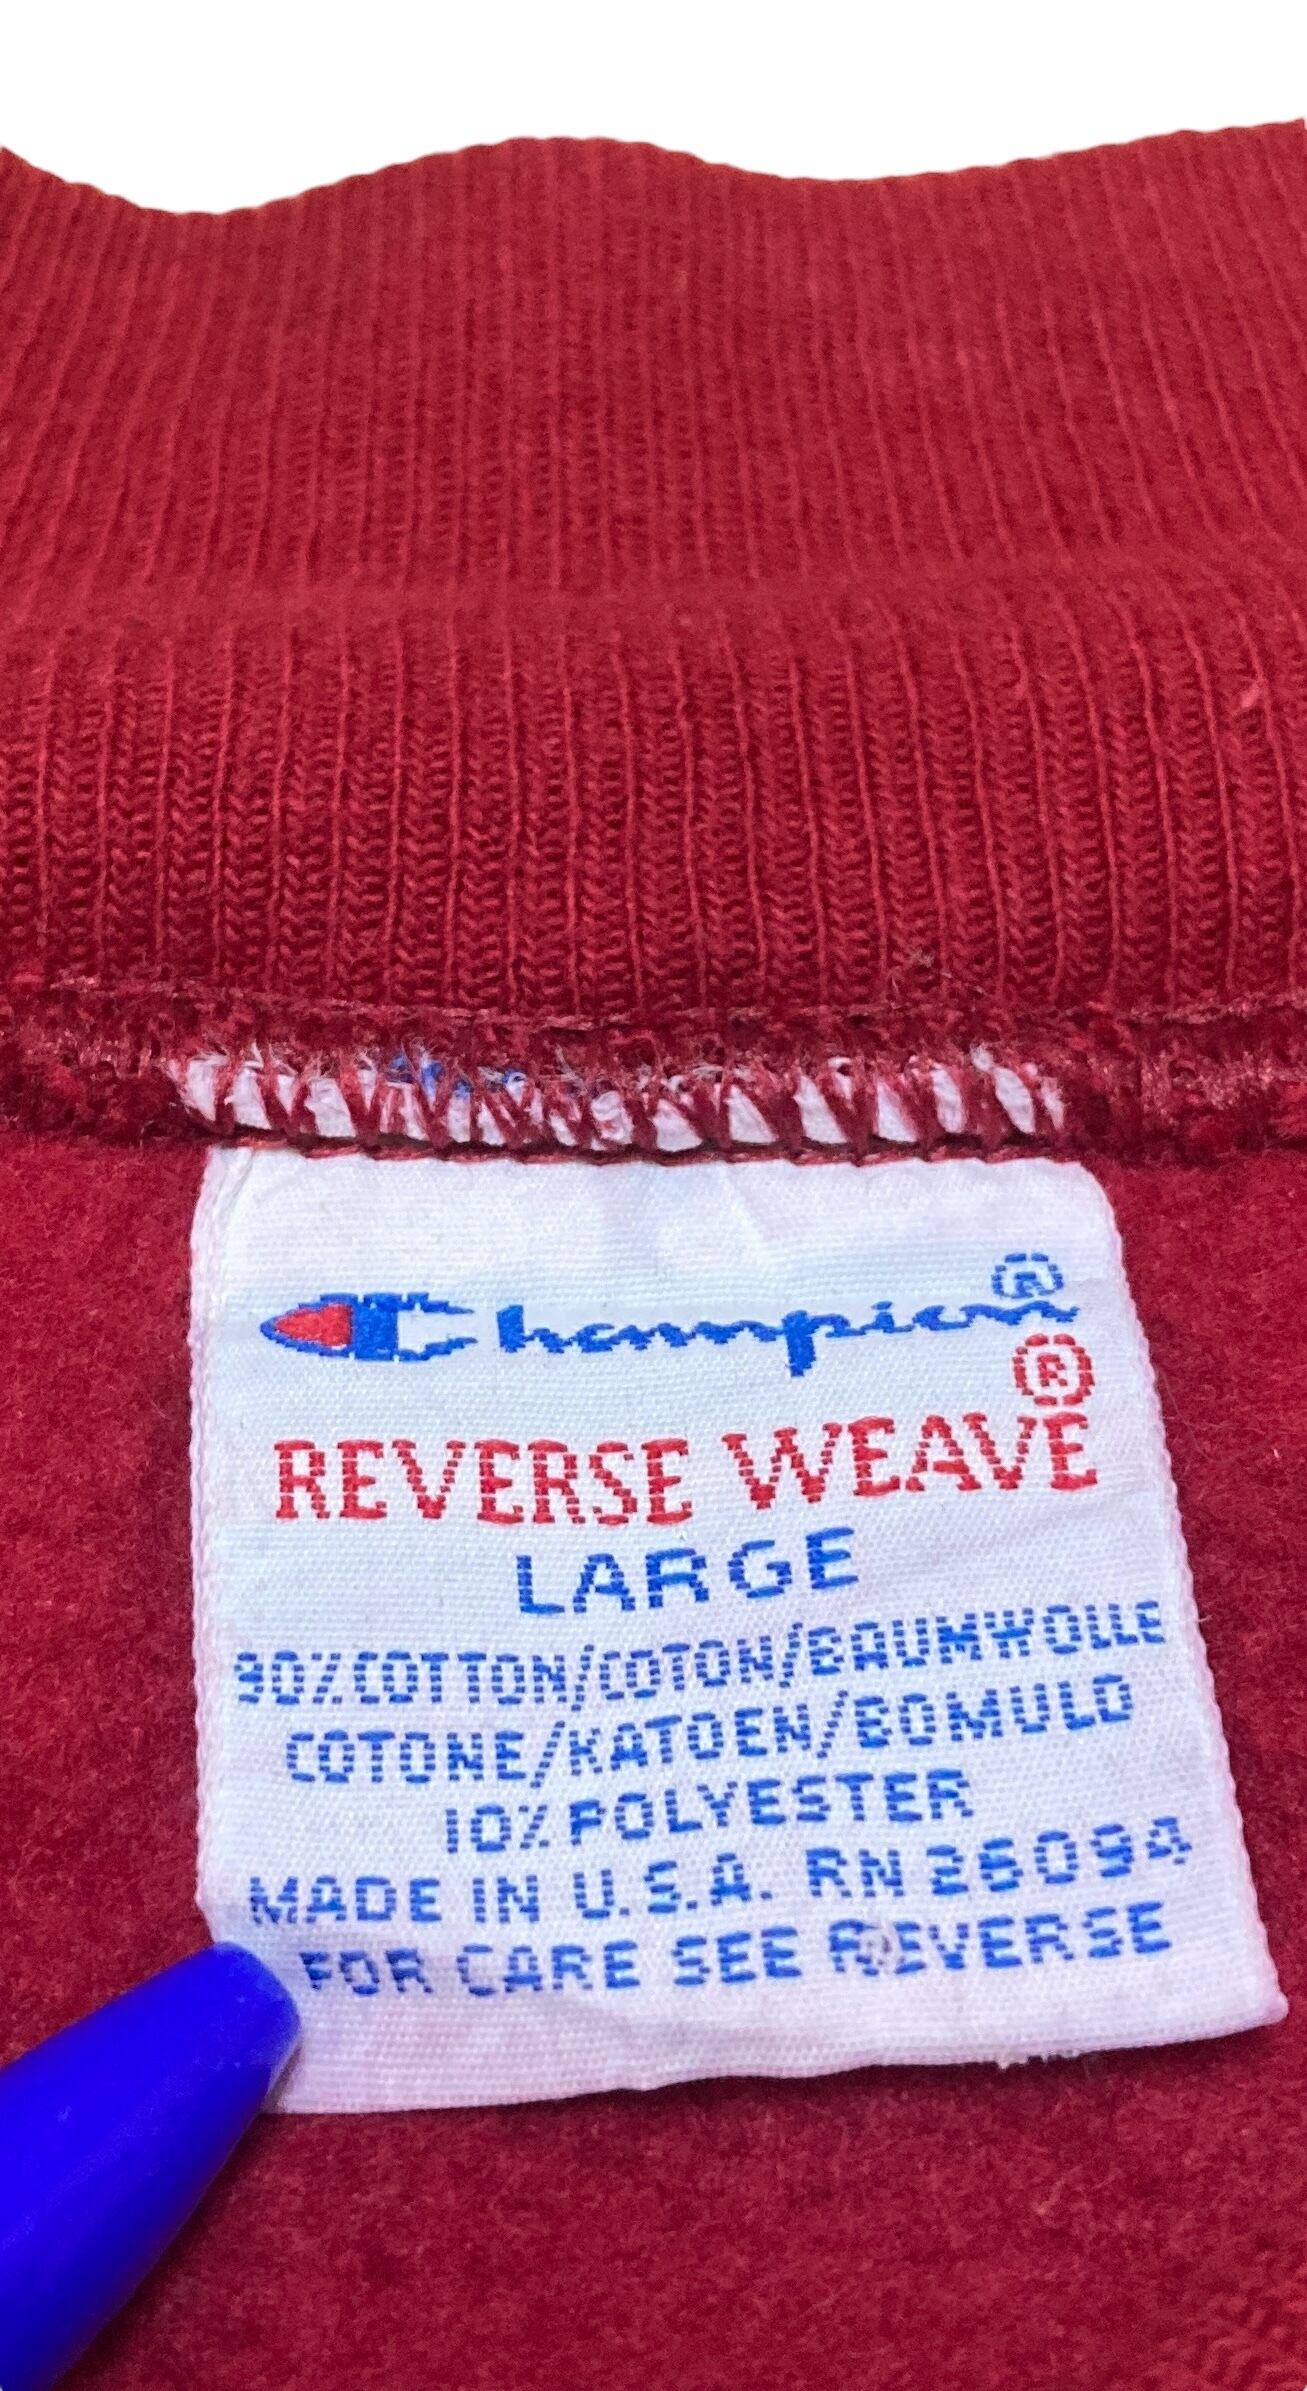 Champion®
®
REVERSE WEAVE
LARGE
90% COTTON/COTON/BAUMWOLLE
COTONE/KATOEN/BOMULD
10% POLYESTER
MADE IN U.S.A. RN 26094
FOR CARE SEE REVERSE